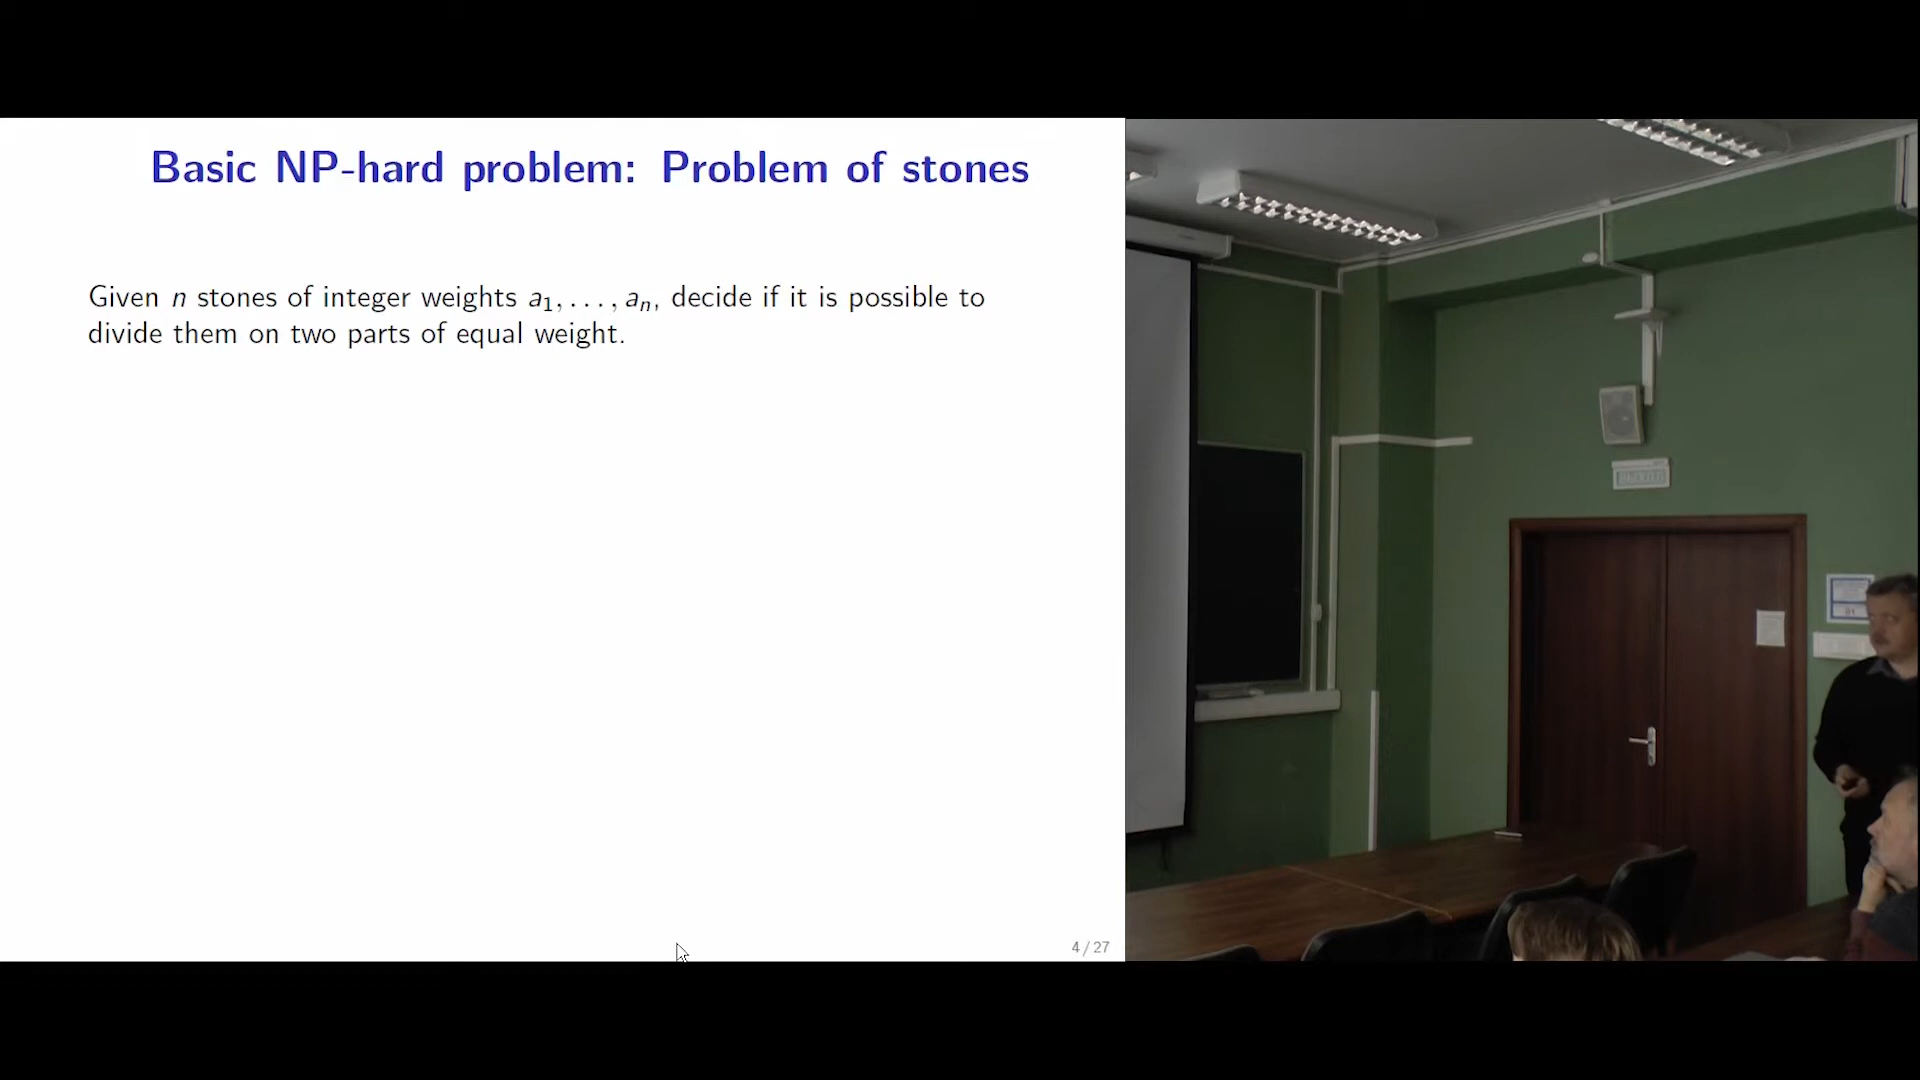 Basic NP-hard problem: Problem of stones
Given n stones of integer weights a₁, . . . , aₙ, decide if it is possible to
divide them on two parts of equal weight.
4 / 27